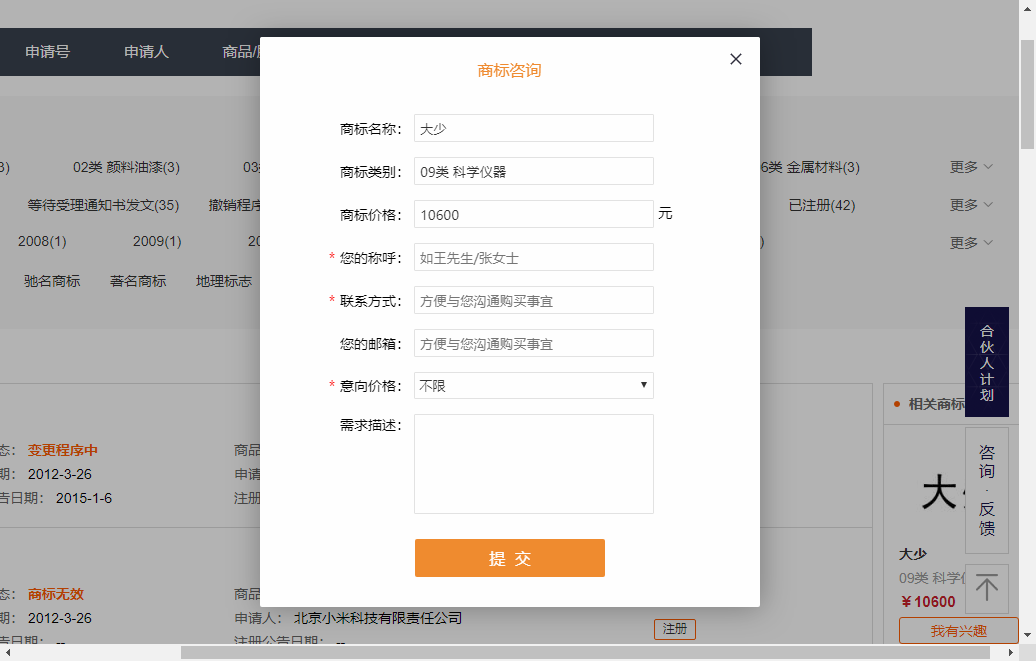 申请号 申请人 商品/
商标咨询
商标名称： 大少
商标类别： 09类 科学仪器
商标价格： 10600 元
* 您的称呼： 如王先生/张女士
* 联系方式： 方便与您沟通购买事宜
您的邮箱： 方便与您沟通购买事宜
* 意向价格： 不限
需求描述：
提 交
3) 02类 颜料油漆(3) 03 6类 金属材料(3) 更多
等待受理通知书发文(35) 撤销程序 已注册(42) 更多
2008(1) 2009(1) 20 ) 更多
驰名商标 著名商标 地理标志
态： 变更程序中 商品
期： 2012-3-26 申请
告日期： 2015-1-6 注册
态： 商标无效 商品
期： 2012-3-26 申请人： 北京小米科技有限责任公司
告日期： -- 注册公告日期： --
注册
合伙人计划
相关商标
咨询·反馈
大
大少
09类 科学
¥10600
我有兴趣